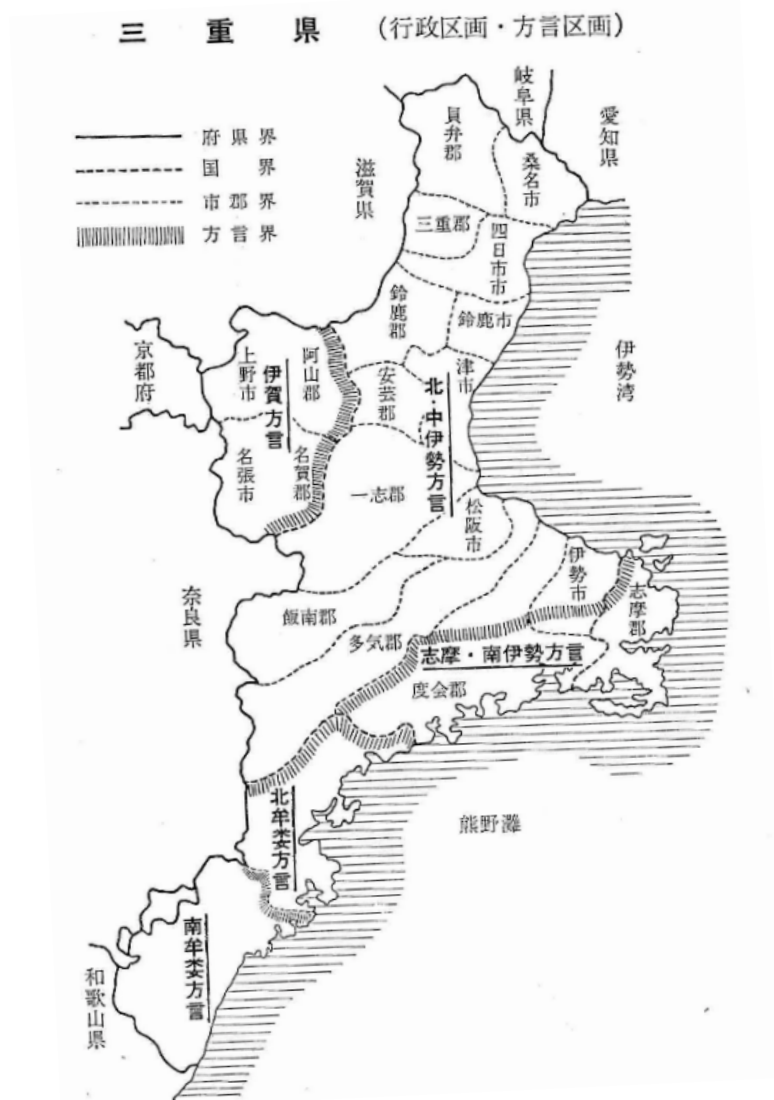 三重県 (行政区画・方言区画)
府県界
国界
市郡界
方言界
岐阜県
愛知県
滋賀県
員弁郡
桑名市
三重郡
四日市市
鈴鹿郡
鈴鹿市
京都府
上野市
伊賀方言
阿山郡
安芸郡
北・中伊勢方言
津市
伊勢湾
名張市
名賀郡
一志郡
松阪市
奈良県
飯南郡
多気郡
伊勢市
志摩郡
志摩・南伊勢方言
度会郡
北牟婁方言
熊野灘
南牟婁方言
和歌山県